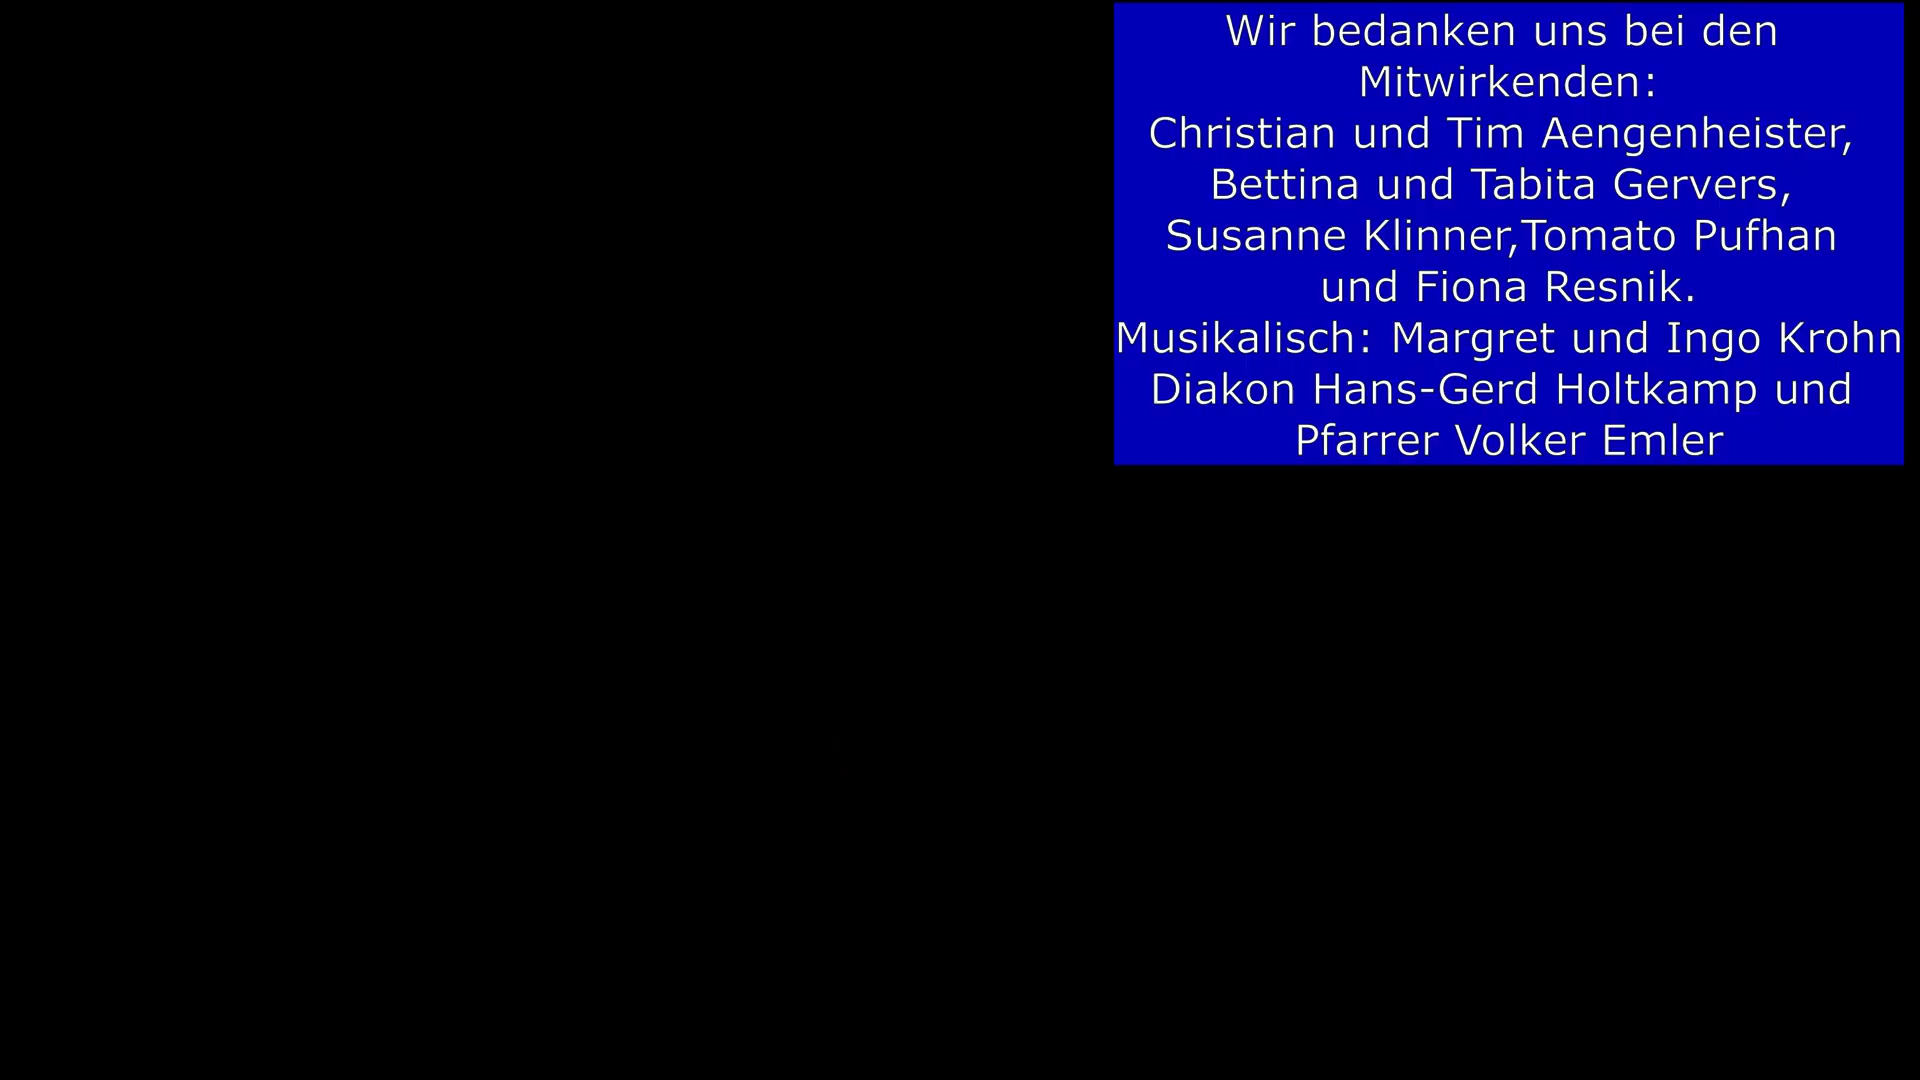 Wir bedanken uns bei den
Mitwirkenden:
Christian und Tim Aengenheister,
Bettina und Tabita Gervers,
Susanne Klinner,Tomato Pufhan
und Fiona Resnik.
Musikalisch: Margret und Ingo Krohn
Diakon Hans-Gerd Holtkamp und
Pfarrer Volker Emler